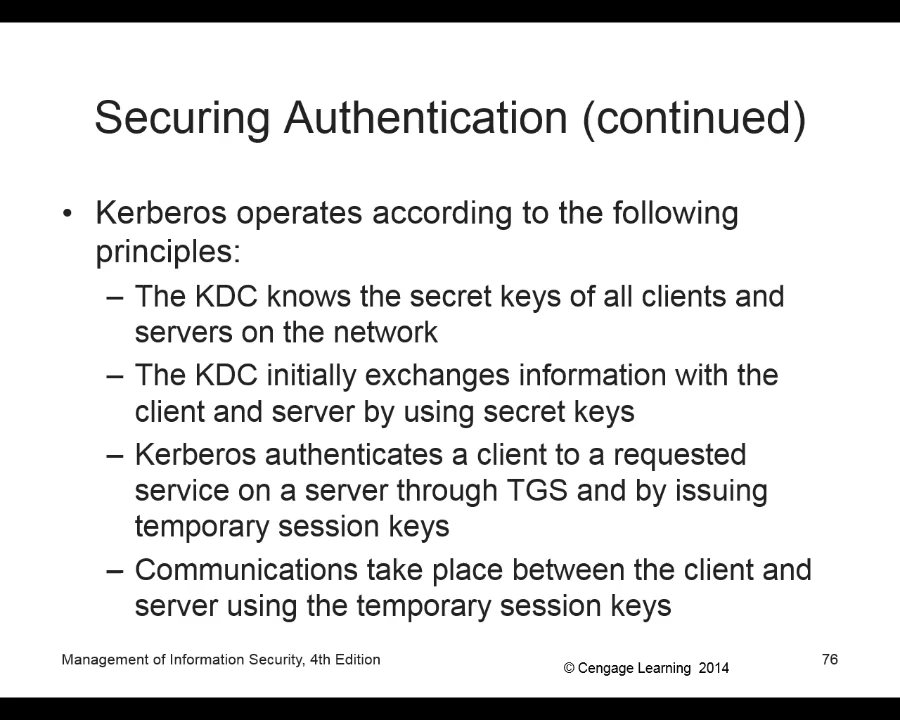 Securing Authentication (continued)
• Kerberos operates according to the following
principles:
– The KDC knows the secret keys of all clients and
servers on the network
– The KDC initially exchanges information with the
client and server by using secret keys
– Kerberos authenticates a client to a requested
service on a server through TGS and by issuing
temporary session keys
– Communications take place between the client and
server using the temporary session keys
Management of Information Security, 4th Edition
© Cengage Learning 2014
76